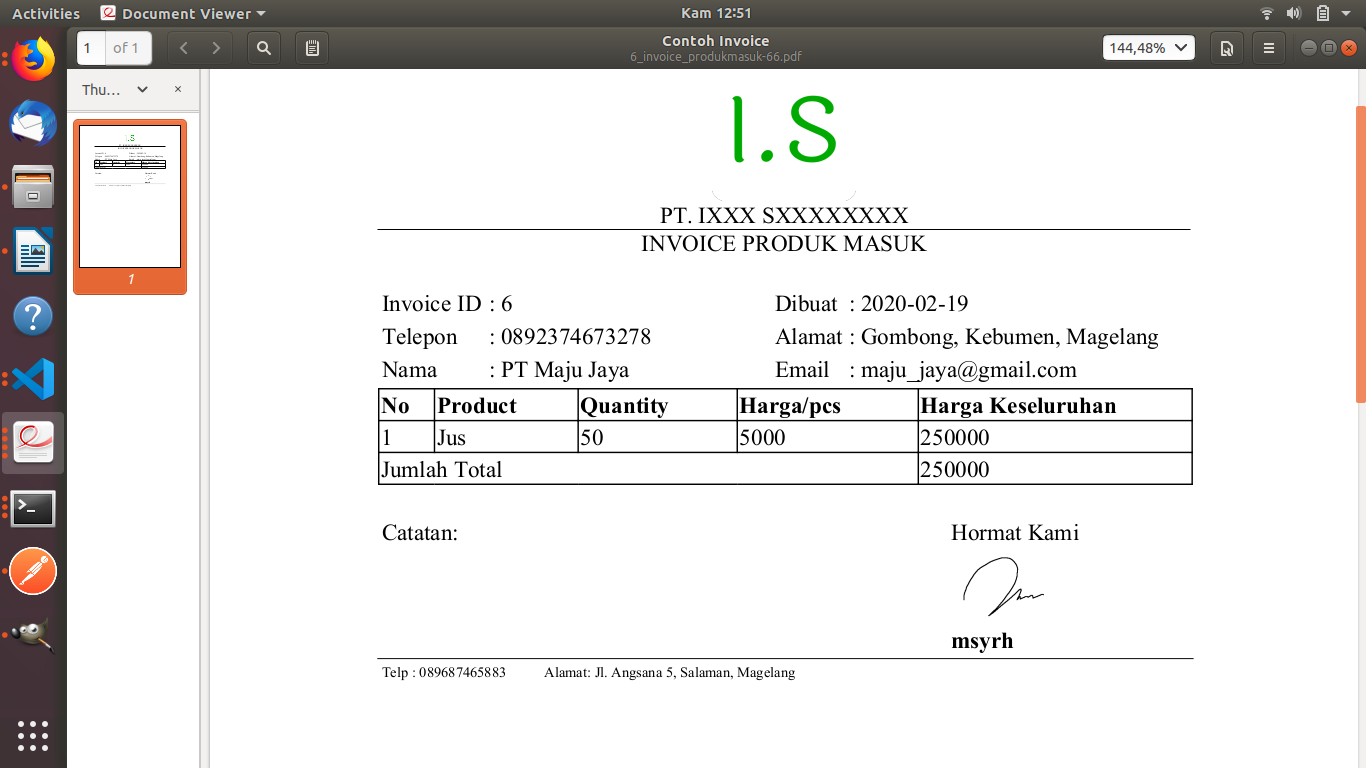 Activities Document Viewer Kam 12:51
1 of 1 Contoh Invoice 144,48%
6_invoice_produkmasuk-66.pdf
Thu...
1
I.S
PT. IXXX SXXXXXXXX
INVOICE PRODUK MASUK
Invoice ID : 6 Dibuat : 2020-02-19
Telepon : 0892374673278 Alamat : Gombong, Kebumen, Magelang
Nama : PT Maju Jaya Email : maju_jaya@gmail.com
No Product Quantity Harga/pcs Harga Keseluruhan
1 Jus 50 5000 250000
Jumlah Total 250000
Catatan: Hormat Kami
msyrh
Telp : 089687465883 Alamat: Jl. Angsana 5, Salaman, Magelang